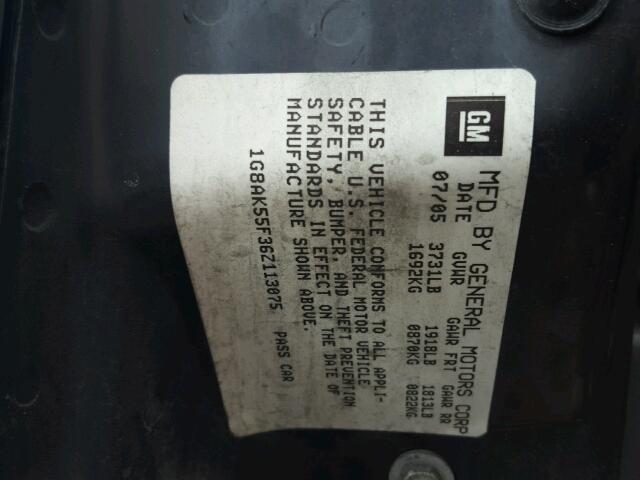 GM
MFD BY GENERAL MOTORS CORP
DATE GVWR GAWR FRT GAWR RR
07/05 3731LB 1918LB 1813LB
1692KG 0870KG 0822KG
THIS VEHICLE CONFORMS TO ALL APPLI-
CABLE U.S. FEDERAL MOTOR VEHICLE
SAFETY, BUMPER, AND THEFT PREVENTION
STANDARDS IN EFFECT ON THE DATE OF
MANUFACTURE SHOWN ABOVE.
1G8AK55F36Z113075 PASS CAR